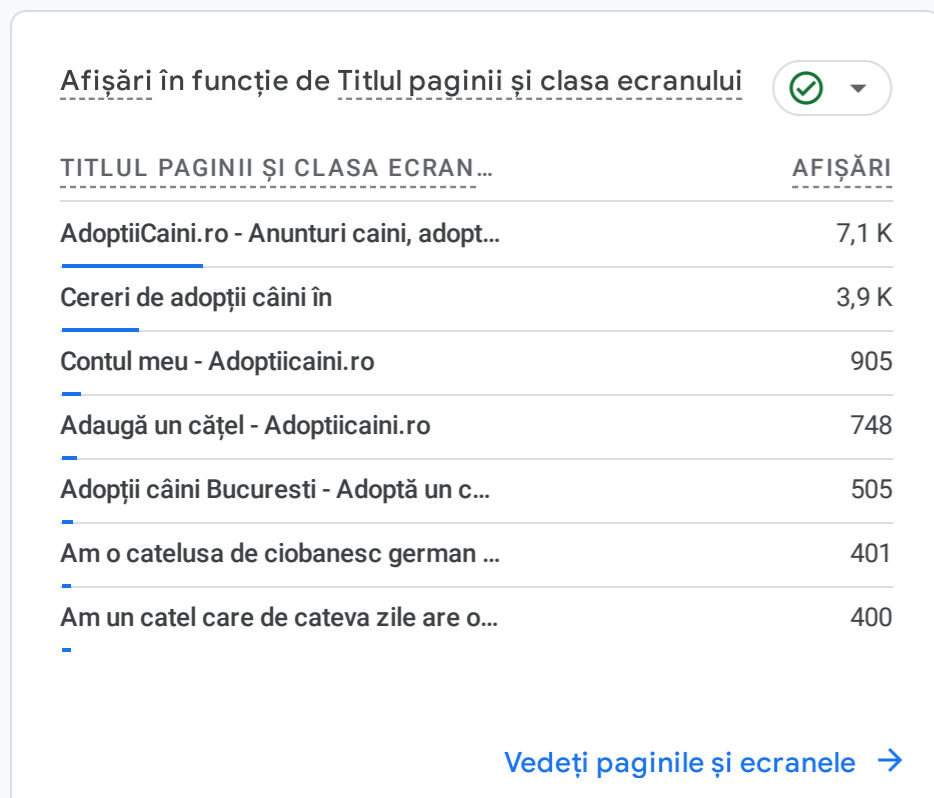 Afișări în funcție de Titlul paginii și clasa ecranului
TITLUL PAGINII ȘI CLASA ECRAN… AFIȘĂRI
AdoptiiCaini.ro - Anunturi caini, adopt… 7,1 K
Cereri de adopții câini în 3,9 K
Contul meu - Adoptiicaini.ro 905
Adaugă un cățel - Adoptiicaini.ro 748
Adopții câini Bucuresti - Adoptă un c… 505
Am o catelusa de ciobanesc german … 401
Am un catel care de cateva zile are o… 400
Vedeți paginile și ecranele